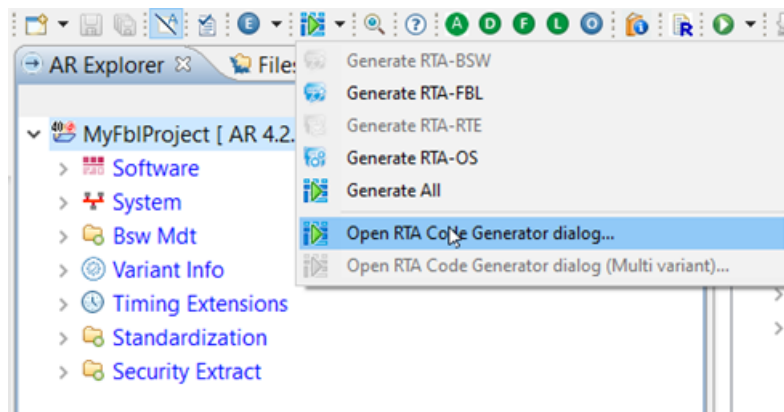 E
A D F L O
AR Explorer
Files
Generate RTA-BSW
Generate RTA-FBL
Generate RTA-RTE
Generate RTA-OS
Generate All
Open RTA Code Generator dialog...
Open RTA Code Generator dialog (Multi variant)...
MyFblProject [ AR 4.2.
Software
System
Bsw Mdt
Variant Info
Timing Extensions
Standardization
Security Extract